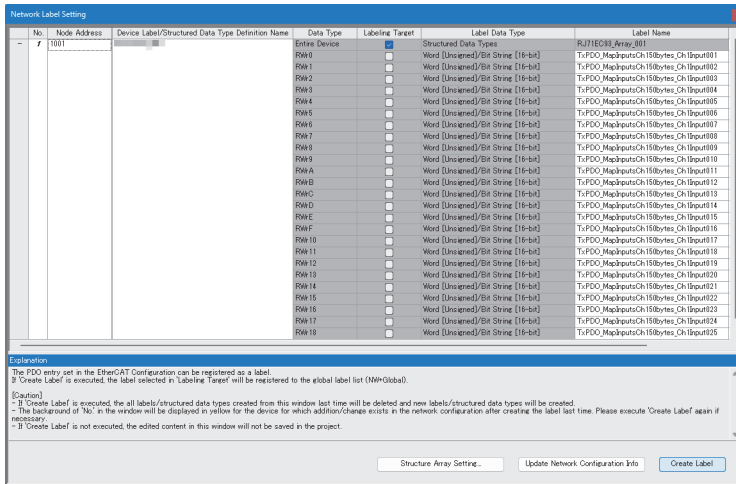 Network Label Setting
No. Node Address Device Label/Structured Data Type Definition Name Data Type Labeling Target Label Data Type Label Name
− 1 1001 Entire Device Structured Data Types RJ71EC93_Array_001
RWr0 Word [Unsigned]/Bit String [16-bit] TxPDO_MapInputsCh150bytes_Ch1Input001
RWr1 Word [Unsigned]/Bit String [16-bit] TxPDO_MapInputsCh150bytes_Ch1Input002
RWr2 Word [Unsigned]/Bit String [16-bit] TxPDO_MapInputsCh150bytes_Ch1Input003
RWr3 Word [Unsigned]/Bit String [16-bit] TxPDO_MapInputsCh150bytes_Ch1Input004
RWr4 Word [Unsigned]/Bit String [16-bit] TxPDO_MapInputsCh150bytes_Ch1Input005
RWr5 Word [Unsigned]/Bit String [16-bit] TxPDO_MapInputsCh150bytes_Ch1Input006
RWr6 Word [Unsigned]/Bit String [16-bit] TxPDO_MapInputsCh150bytes_Ch1Input007
RWr7 Word [Unsigned]/Bit String [16-bit] TxPDO_MapInputsCh150bytes_Ch1Input008
RWr8 Word [Unsigned]/Bit String [16-bit] TxPDO_MapInputsCh150bytes_Ch1Input009
RWr9 Word [Unsigned]/Bit String [16-bit] TxPDO_MapInputsCh150bytes_Ch1Input010
RWrA Word [Unsigned]/Bit String [16-bit] TxPDO_MapInputsCh150bytes_Ch1Input011
RWrB Word [Unsigned]/Bit String [16-bit] TxPDO_MapInputsCh150bytes_Ch1Input012
RWrC Word [Unsigned]/Bit String [16-bit] TxPDO_MapInputsCh150bytes_Ch1Input013
RWrD Word [Unsigned]/Bit String [16-bit] TxPDO_MapInputsCh150bytes_Ch1Input014
RWrE Word [Unsigned]/Bit String [16-bit] TxPDO_MapInputsCh150bytes_Ch1Input015
RWrF Word [Unsigned]/Bit String [16-bit] TxPDO_MapInputsCh150bytes_Ch1Input016
RWr10 Word [Unsigned]/Bit String [16-bit] TxPDO_MapInputsCh150bytes_Ch1Input017
RWr11 Word [Unsigned]/Bit String [16-bit] TxPDO_MapInputsCh150bytes_Ch1Input018
RWr12 Word [Unsigned]/Bit String [16-bit] TxPDO_MapInputsCh150bytes_Ch1Input019
RWr13 Word [Unsigned]/Bit String [16-bit] TxPDO_MapInputsCh150bytes_Ch1Input020
RWr14 Word [Unsigned]/Bit String [16-bit] TxPDO_MapInputsCh150bytes_Ch1Input021
RWr15 Word [Unsigned]/Bit String [16-bit] TxPDO_MapInputsCh150bytes_Ch1Input022
RWr16 Word [Unsigned]/Bit String [16-bit] TxPDO_MapInputsCh150bytes_Ch1Input023
RWr17 Word [Unsigned]/Bit String [16-bit] TxPDO_MapInputsCh150bytes_Ch1Input024
RWr18 Word [Unsigned]/Bit String [16-bit] TxPDO_MapInputsCh150bytes_Ch1Input025
Explanation
The PDO entry set in the EtherCAT Configuration can be registered as a label.
If 'Create Label' is executed, the label selected in 'Labeling Target' will be registered to the global label list (NW*Global).
[Caution]
- If 'Create Label' is executed, the all labels/structured data types created from this window last time will be deleted and new labels/structured data types will be created.
- The background of 'No.' in the window will be displayed in yellow for the device for which addition/change exists in the network configuration after creating the label last time. Please execute 'Create Label' again if
necessary.
- If 'Create Label' is not executed, the edited content in this window will not be saved in the project.
Structure Array Setting... Update Network Configuration Info Create Label